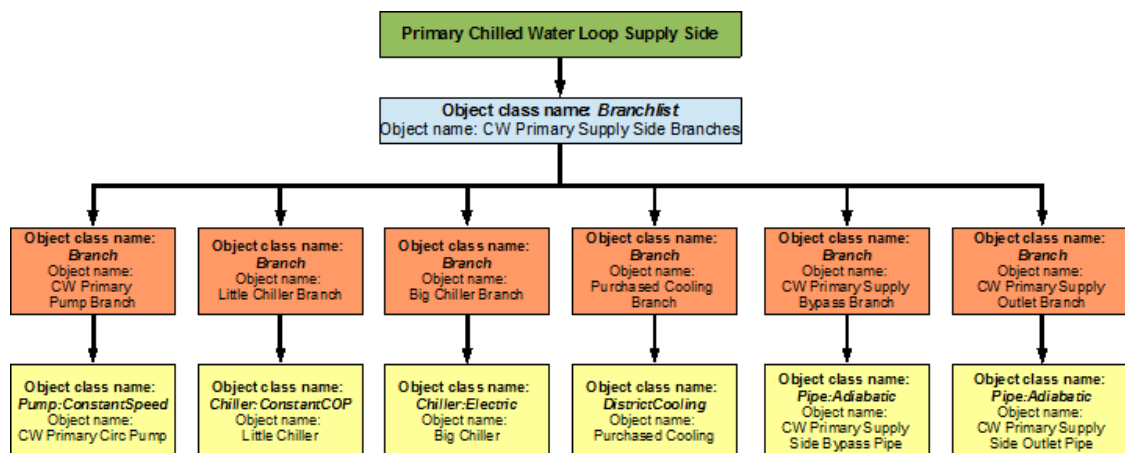 Primary Chilled Water Loop Supply Side
Object class name: Branchlist
Object name: CW Primary Supply Side Branches
Object class name:
Branch
Object name:
CW Primary
Pump Branch
Object class name:
Branch
Object name:
Little Chiller Branch
Object class name:
Branch
Object name:
Big Chiller Branch
Object class name:
Branch
Object name:
Purchased Cooling
Branch
Object class name:
Branch
Object name:
CW Primary Supply
Bypass Branch
Object class name:
Branch
Object name:
CW Primary Supply
Outlet Branch
Object class name:
Pump:ConstantSpeed
Object name:
CW Primary Circ Pump
Object class name:
Chiller:ConstantCOP
Object name:
Little Chiller
Object class name:
Chiller:Electric
Object name:
Big Chiller
Object class name:
DistrictCooling
Object name:
Purchased Cooling
Object class name:
Pipe:Adiabatic
Object name:
CW Primary Supply
Side Bypass Pipe
Object class name:
Pipe:Adiabatic
Object name:
CW Primary Supply
Side Outlet Pipe